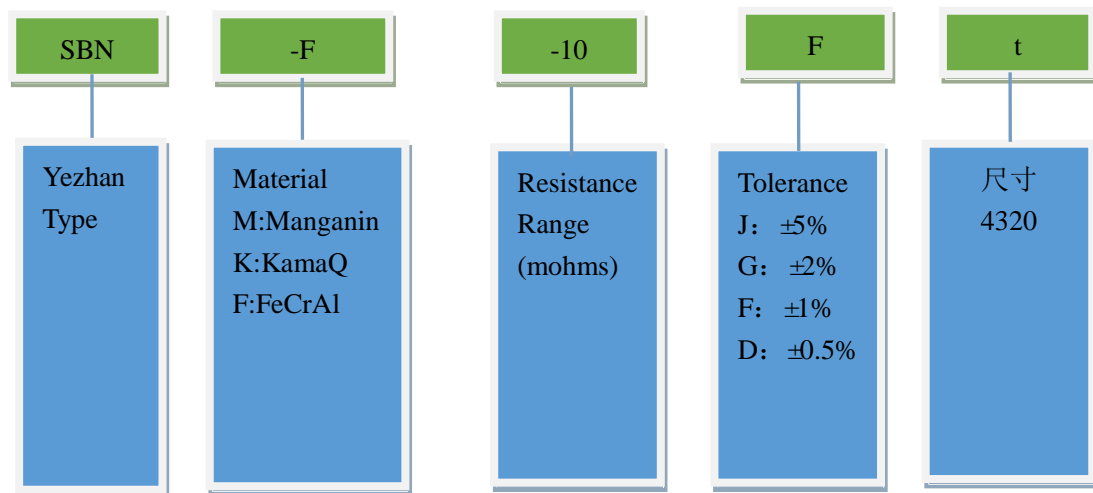 SBN
-F
-10
F
t
Yezhan
Type
Material
M:Manganin
K:KamaQ
F:FeCrAl
Resistance
Range
(mohms)
Tolerance
J： ±5%
G： ±2%
F： ±1%
D： ±0.5%
尺寸
4320